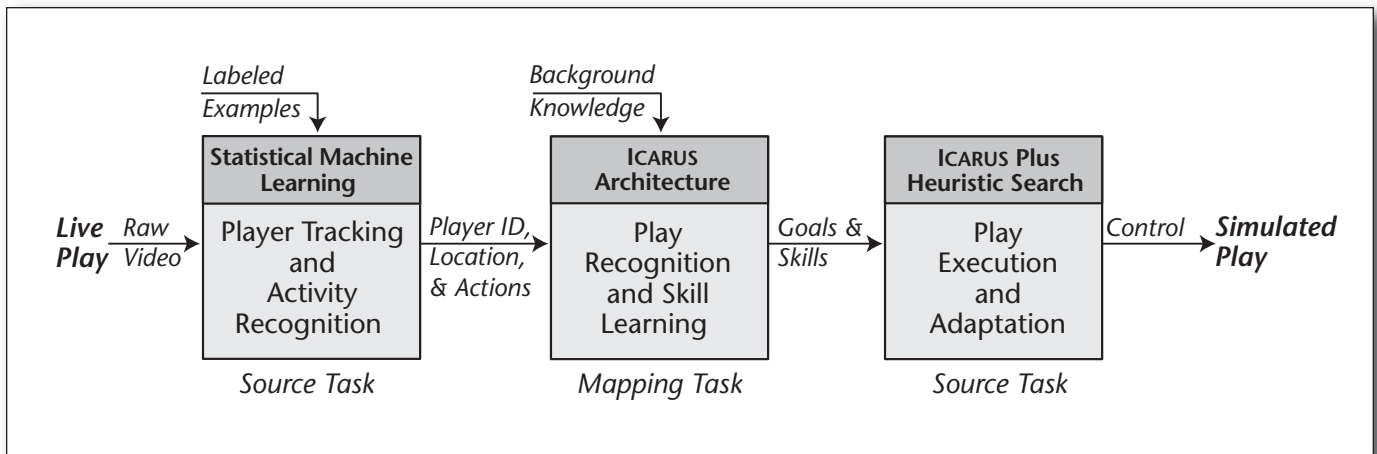 Labeled
Examples
Background
Knowledge
Statistical Machine
Learning
ICARUS
Architecture
ICARUS Plus
Heuristic Search
Live
Play
Raw
Video
Player Tracking
and
Activity
Recognition
Player ID,
Location,
& Actions
Play
Recognition
and Skill
Learning
Goals &
Skills
Play
Execution
and
Adaptation
Control
Simulated
Play
Source Task
Mapping Task
Source Task